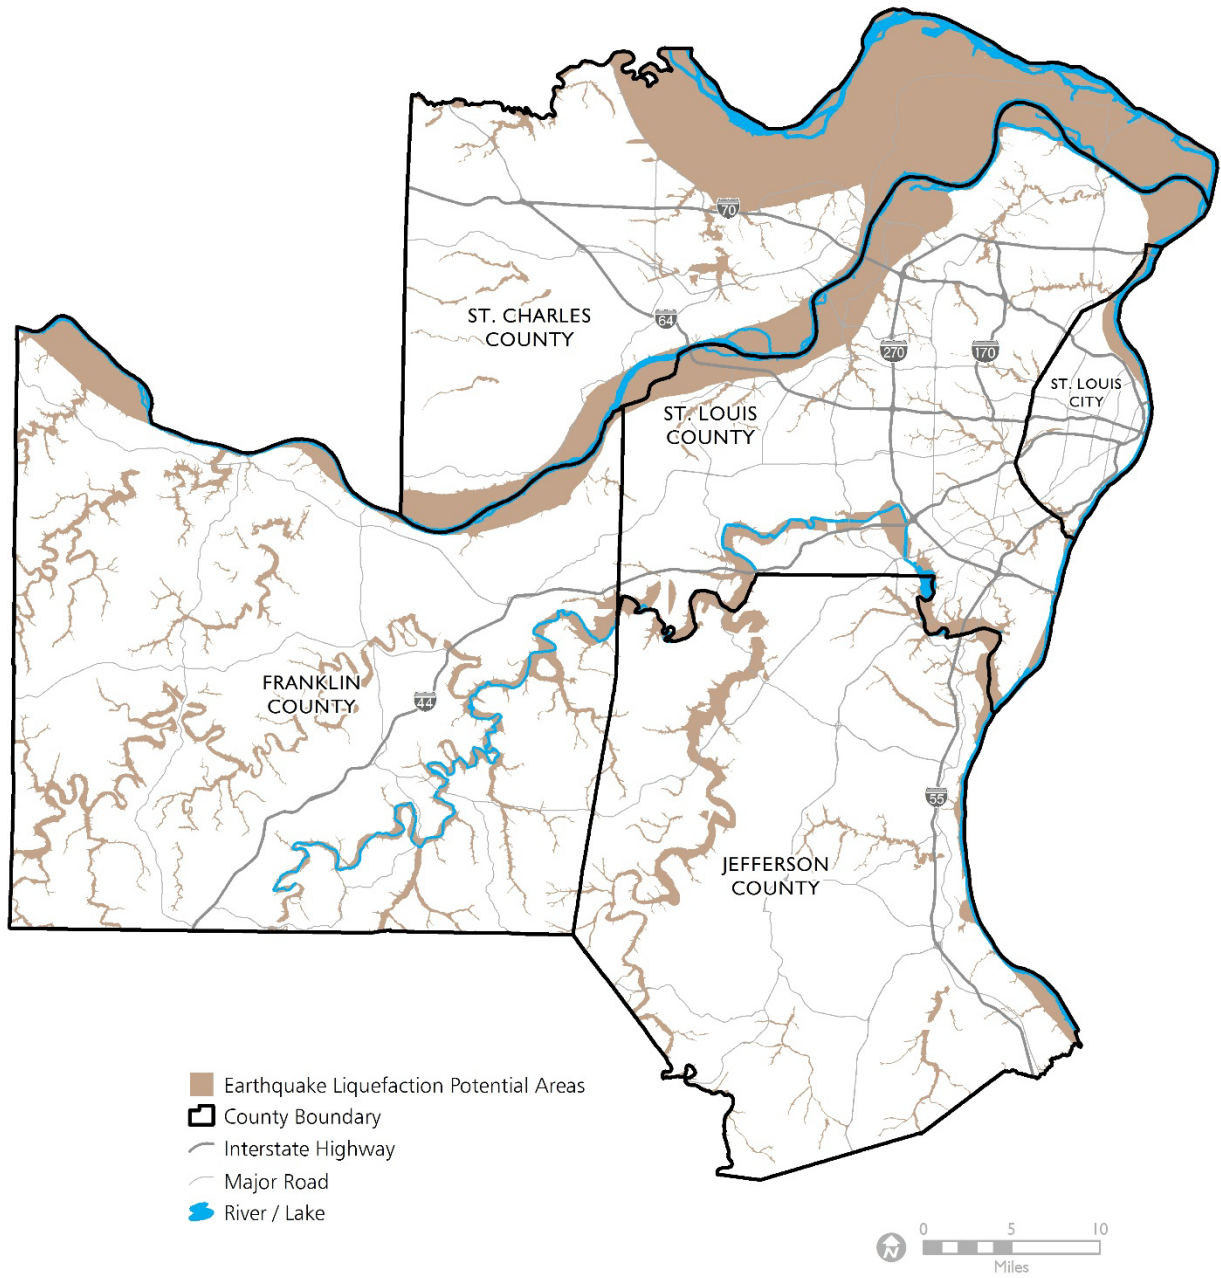 70
ST. CHARLES
COUNTY
64
270
170
ST. LOUIS
CITY
ST. LOUIS
COUNTY
FRANKLIN
COUNTY
44
55
JEFFERSON
COUNTY
Earthquake Liquefaction Potential Areas
County Boundary
Interstate Highway
Major Road
River / Lake
N
0 5 10
Miles